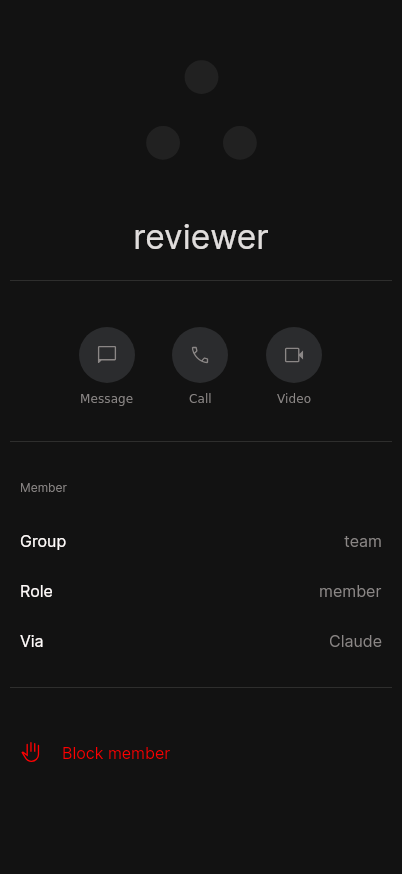 reviewer
Message Call Video
Member
Group team
Role member
Via Claude
Block member